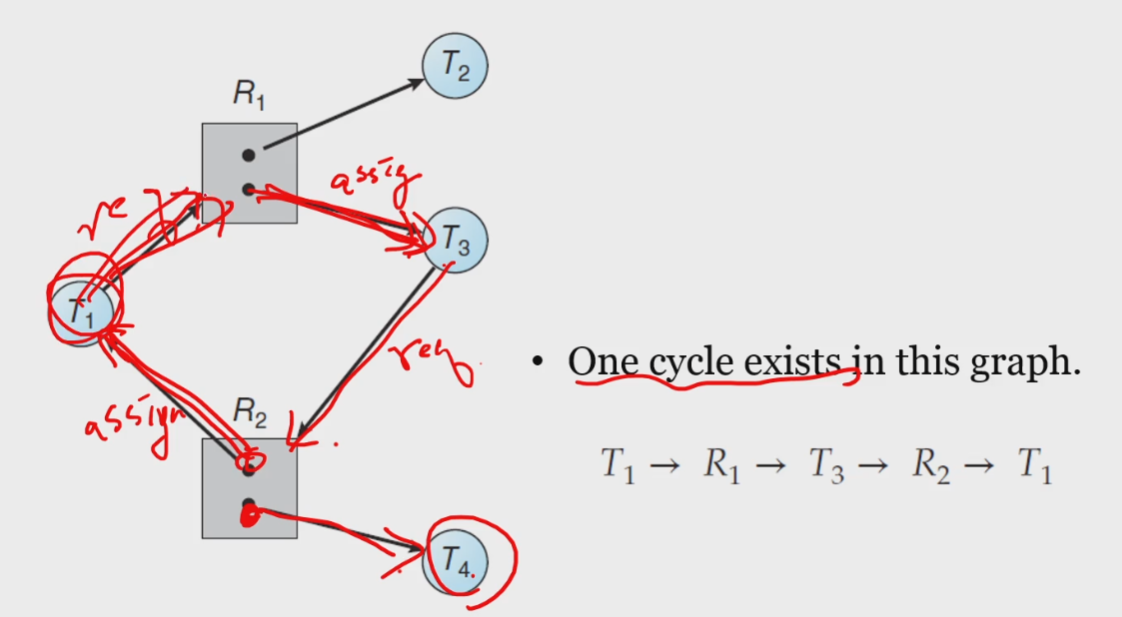 T₂
R₁
assig
re
T₃
T₁
req.
• One cycle exists in this graph.
assign
R₂
T₁ → R₁ → T₃ → R₂ → T₁
T₄